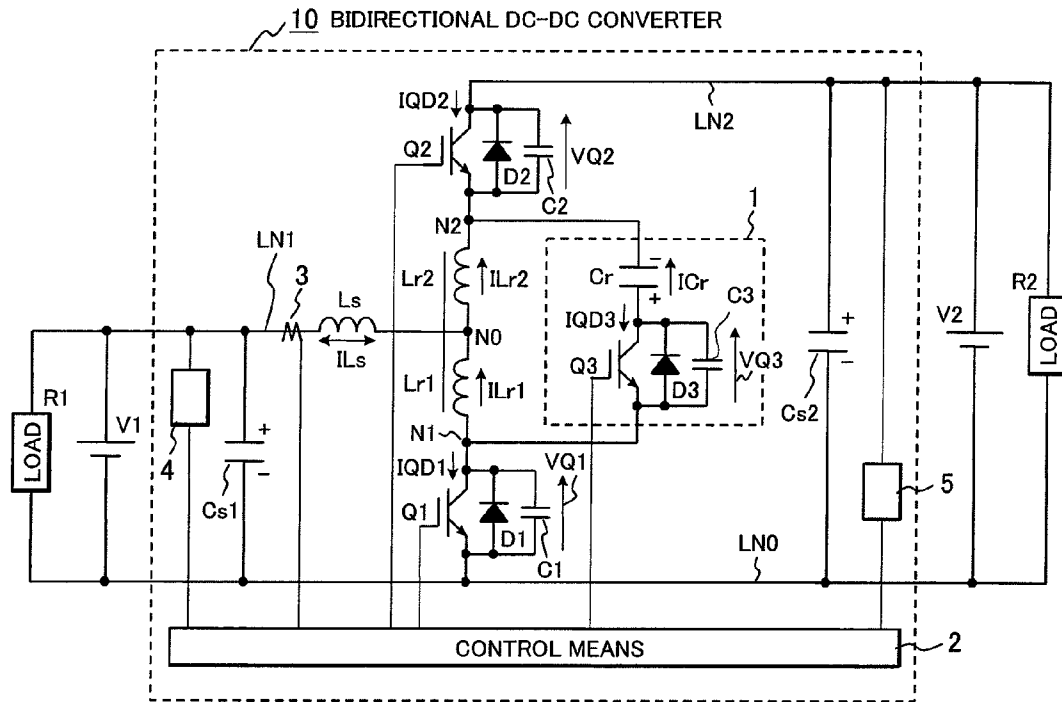 10 BIDIRECTIONAL DC-DC CONVERTER
IQD2
LN2
Q2
D2
VQ2
C2
1
N2
LN1
3
Lr2
ILr2
Cr
−
+
ICr
C3
R2
LOAD
Ls
ILs
N0
IQD3
Q3
D3
VQ3
+
−
Cs2
V2
R1
LOAD
V1
4
+
−
Cs1
Lr1
ILr1
N1
IQD1
VQ1
Q1
D1
C1
5
LN0
CONTROL MEANS
2